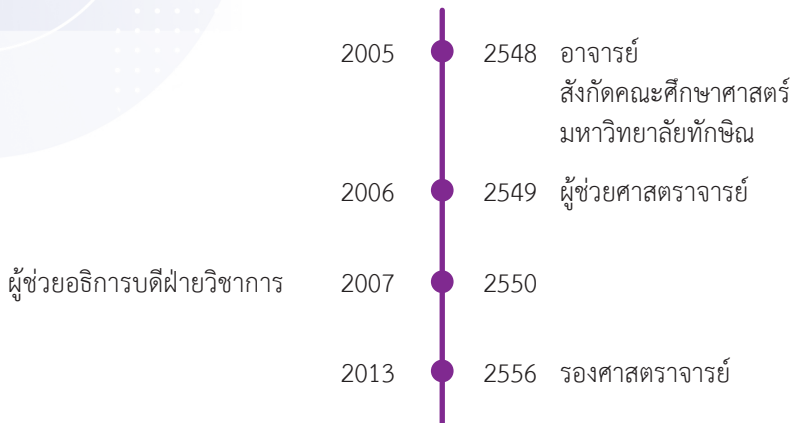 2005 2548 อาจารย์
สังกัดคณะศึกษาศาสตร์
มหาวิทยาลัยทักษิณ
2006 2549 ผู้ช่วยศาสตราจารย์
ผู้ช่วยอธิการบดีฝ่ายวิชาการ 2007 2550
2013 2556 รองศาสตราจารย์